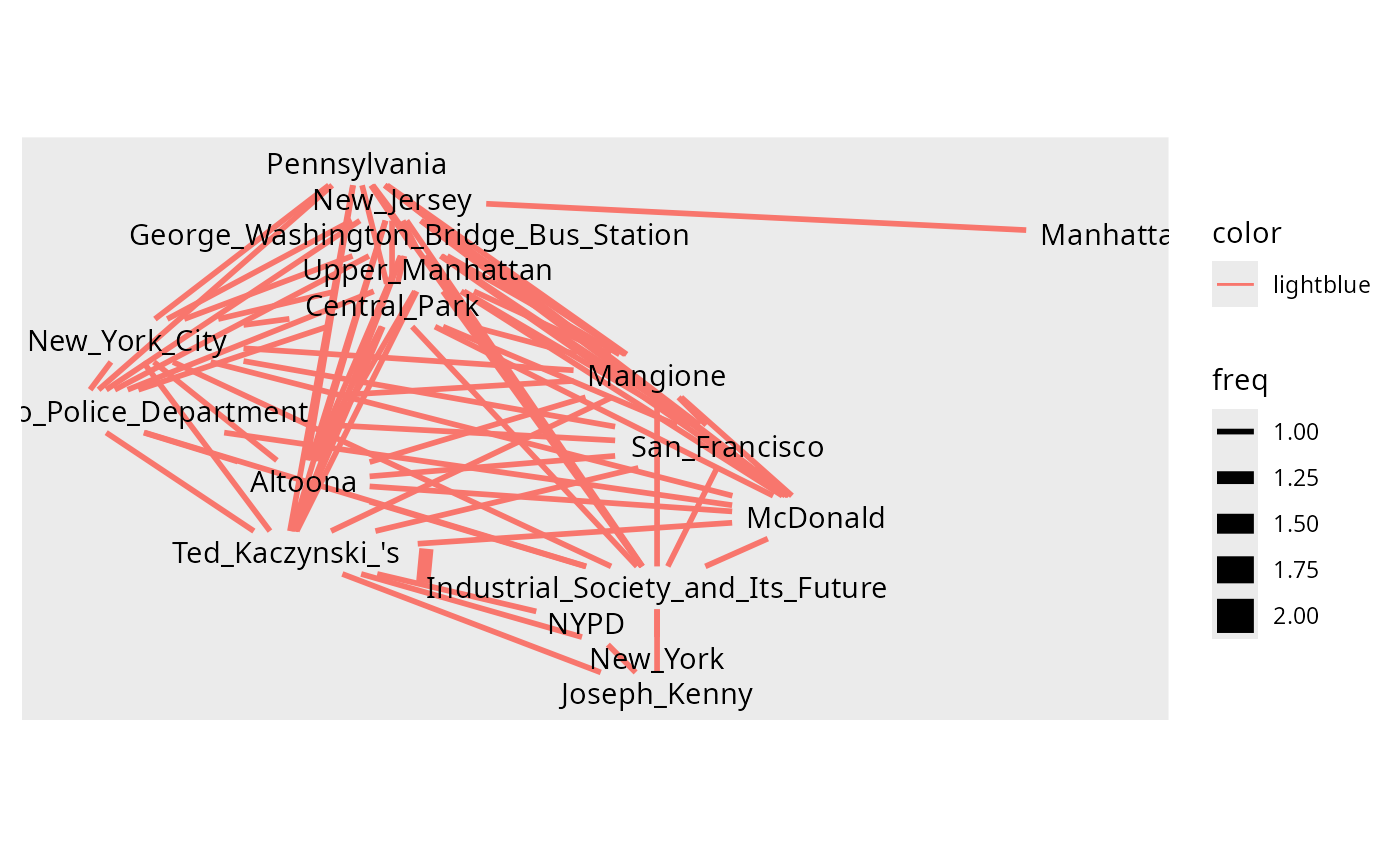 Pennsylvania
New_Jersey
George_Washington_Bridge_Bus_Station
Manhatta
Upper_Manhattan
Central_Park
New_York_City
Mangione
o_Police_Department
San_Francisco
Altoona
McDonald
Ted_Kaczynski_'s
Industrial_Society_and_Its_Future
NYPD
New_York
Joseph_Kenny
color
lightblue
freq
1.00
1.25
1.50
1.75
2.00